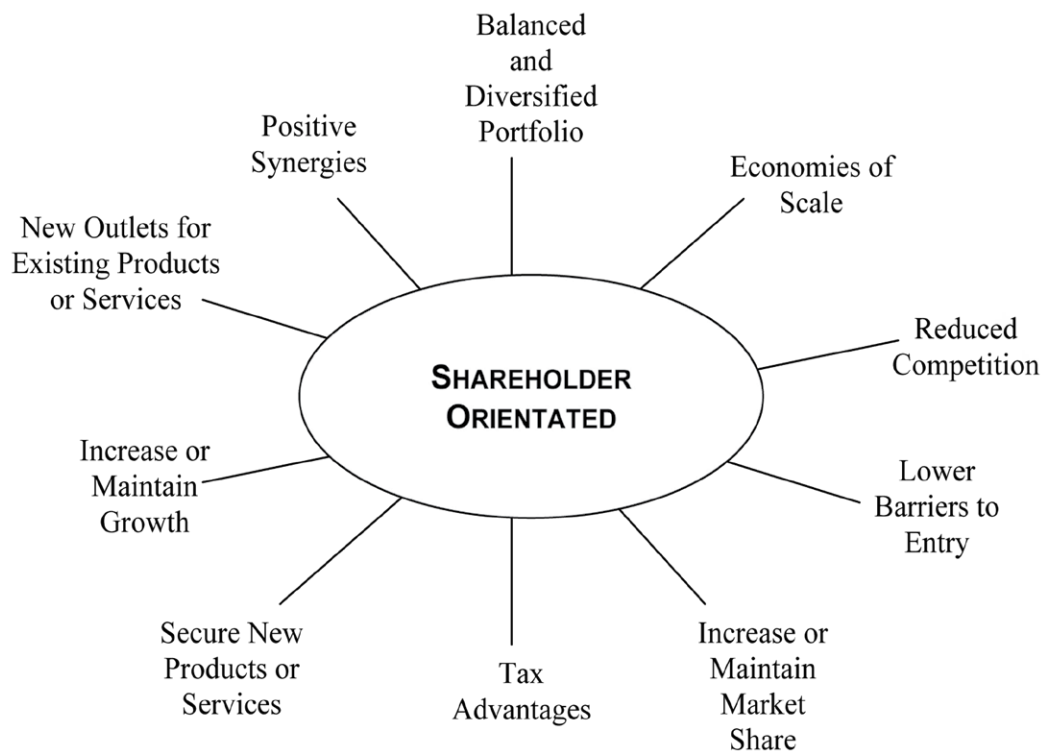 Balanced
and
Diversified
Portfolio
Positive
Synergies
Economies of
Scale
New Outlets for
Existing Products
or Services
Reduced
Competition
SHAREHOLDER
ORIENTATED
Increase or
Maintain
Growth
Lower
Barriers to
Entry
Secure New
Products or
Services
Tax
Advantages
Increase or
Maintain
Market
Share